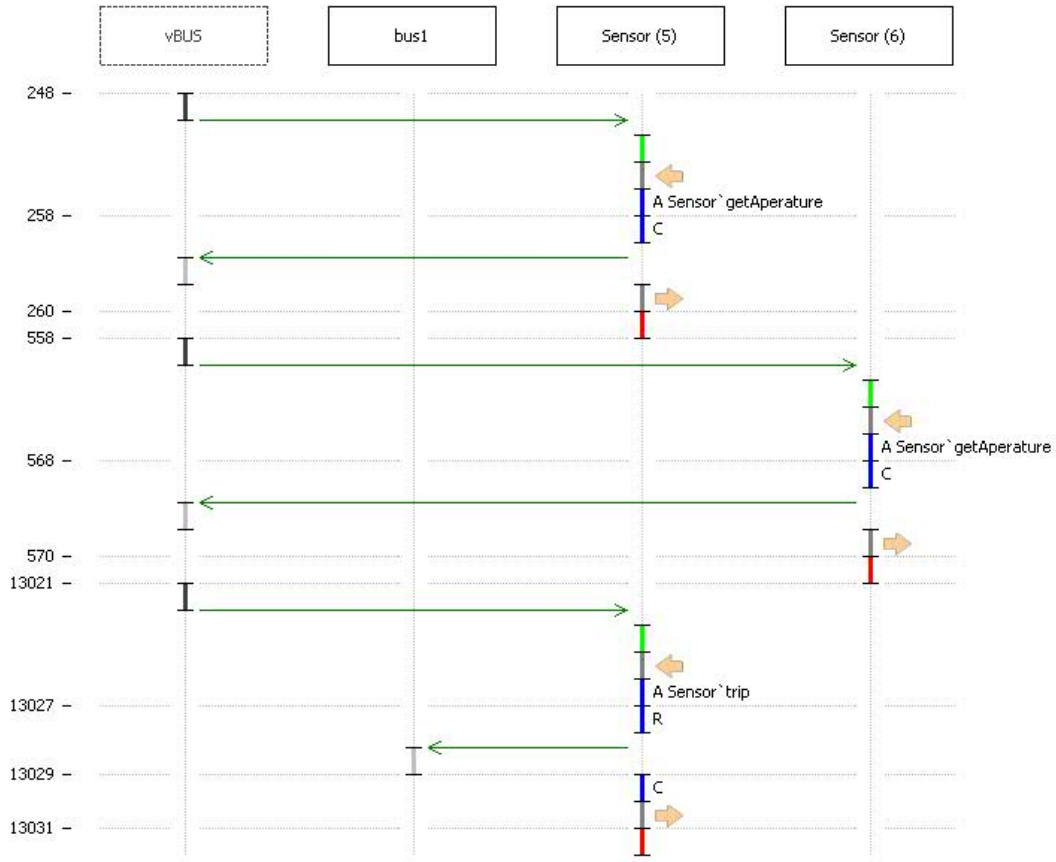 vBUS bus1 Sensor (5) Sensor (6)
248 –
A Sensor`getAperature
258 –
C
260 –
558 –
A Sensor`getAperature
568 –
C
570 –
13021 –
A Sensor`trip
13027 –
R
13029 –
C
13031 –